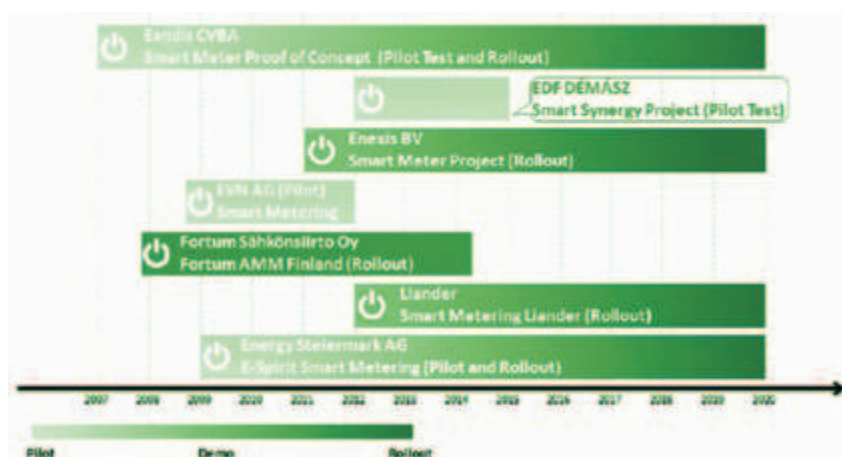 Eandis CVBA
Smart Meter Proof of Concept (Pilot Test and Rollout)
EDF DÉMÁSZ
Smart Synergy Project (Pilot Test)
Enexis BV
Smart Meter Project (Rollout)
EVN AG (Pilot)
Smart Metering
Fortum Sähkönsiirto Oy
Fortum AMM Finland (Rollout)
Liander
Smart Metering Liander (Rollout)
Energy Steiermark AG
E-Spirit Smart Metering (Pilot and Rollout)
2007 2008 2009 2010 2011 2012 2013 2014 2015 2016 2017 2018 2019 2020
Pilot Demo Rollout